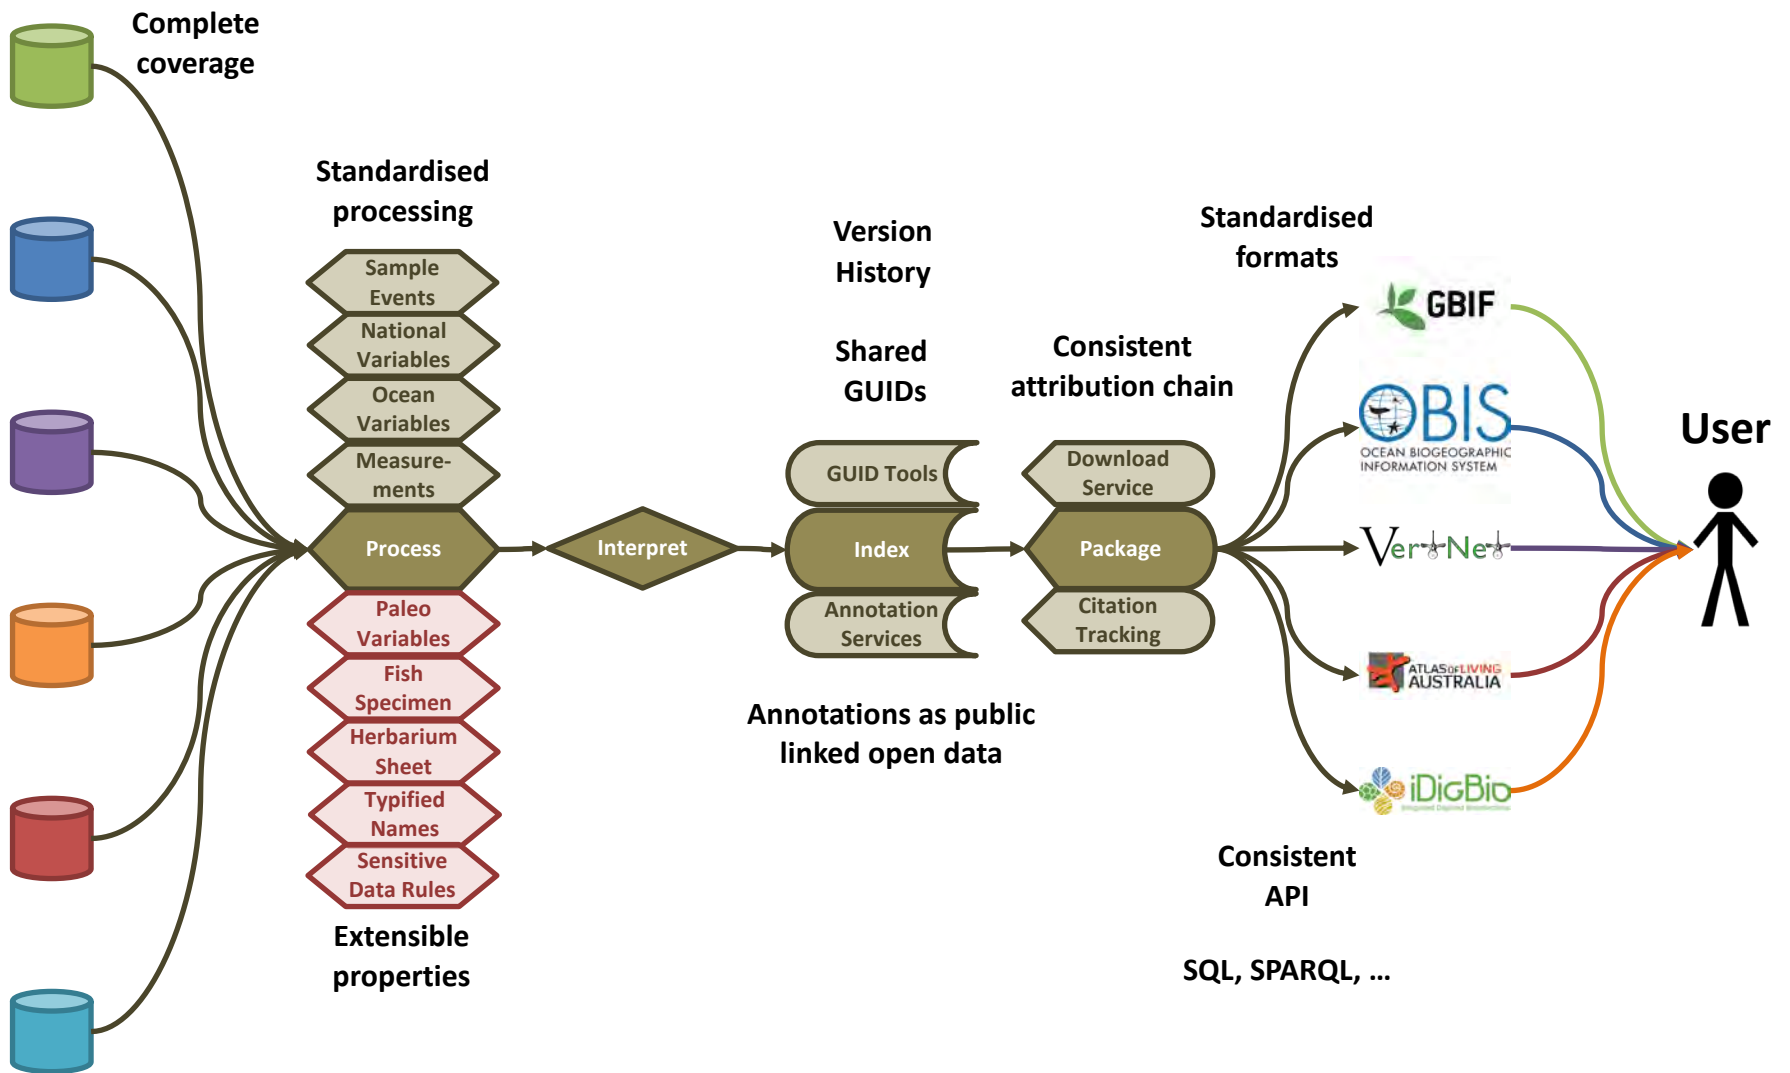 Complete
coverage
Standardised
processing
Sample
Events
National
Variables
Ocean
Variables
Measure-
ments
Process
Paleo
Variables
Fish
Specimen
Herbarium
Sheet
Typified
Names
Sensitive
Data Rules
Extensible
properties
Interpret
Version
History
Shared
GUIDs
GUID Tools
Index
Annotation
Services
Annotations as public
linked open data
Consistent
attribution chain
Download
Service
Package
Citation
Tracking
Standardised
formats
GBIF
OBIS
OCEAN BIOGEOGRAPHIC
INFORMATION SYSTEM
VertNet
ATLAS OF LIVING
AUSTRALIA
iDigBio
Consistent
API
SQL, SPARQL, ...
User